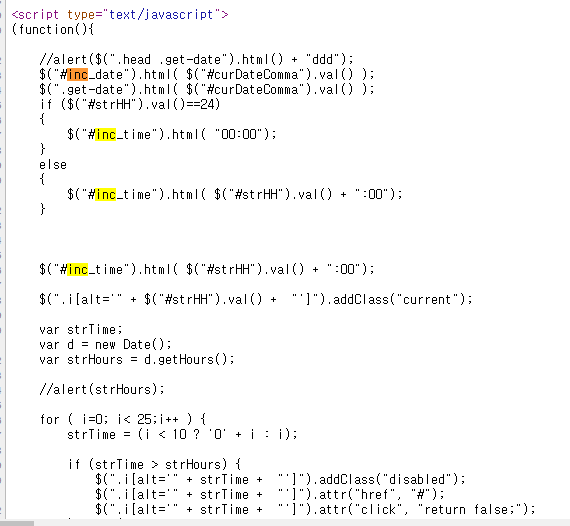 <script type="text/javascript">
(function(){
//alert($(".head .get-date").html() + "ddd");
$("#inc_date").html( $("#curDateComma").val() );
$(".get-date").html( $("#curDateComma").val() );
if ($("#strHH").val()==24)
{
$("#inc_time").html( "00:00");
}
else
{
$("#inc_time").html( $("#strHH").val() + ":00");
}
$("#inc_time").html( $("#strHH").val() + ":00");
$(".i[alt='" + $("#strHH").val() +  "']").addClass("current");
var strTime;
var d = new Date();
var strHours = d.getHours();
//alert(strHours);
for ( i=0; i< 25;i++ ) {
strTime = (i < 10 ? '0' + i : i);
if (strTime > strHours) {
$(".i[alt='" + strTime +  "']").addClass("disabled");
$(".i[alt='" + strTime +  "']").attr("href", "#");
$(".i[alt='" + strTime +  "']").attr("click", "return false;");